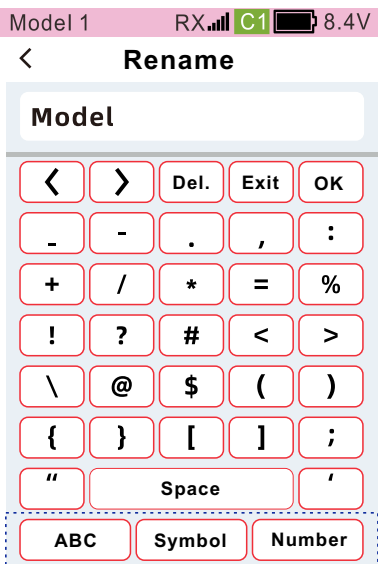 Model 1 RX C1 8.4V
< Rename
Model
❮ ❯ Del. Exit OK
_ - . , :
+ / * = %
! ? # < >
\ @ $ ( )
{ } [ ] ;
“ Space ‘
ABC Symbol Number